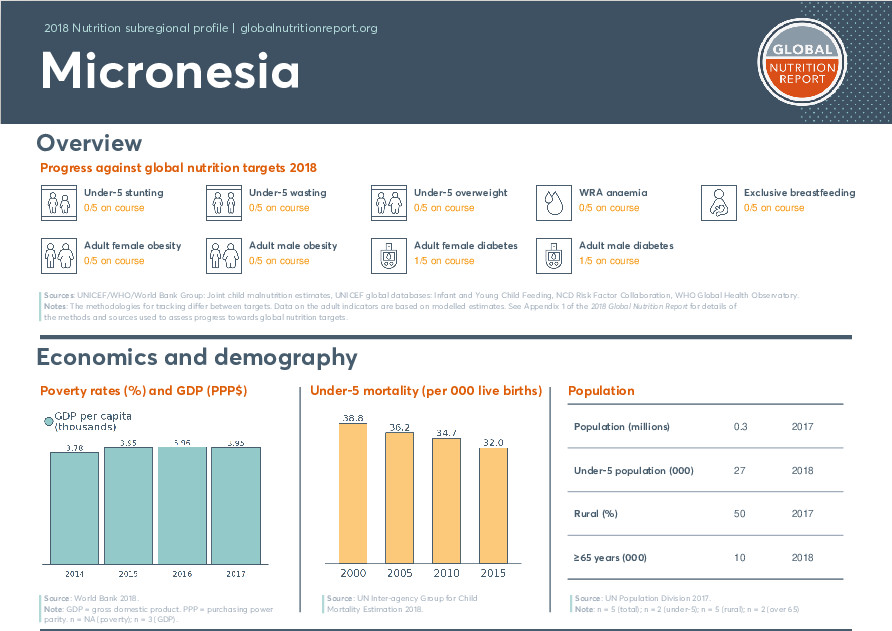 2018 Nutrition subregional profile | globalnutritionreport.org
Micronesia
GLOBAL
NUTRITION
REPORT
Overview
Progress against global nutrition targets 2018
Under-5 stunting
0/5 on course
Under-5 wasting
0/5 on course
Under-5 overweight
0/5 on course
WRA anaemia
0/5 on course
Exclusive breastfeeding
0/5 on course
Adult female obesity
0/5 on course
Adult male obesity
0/5 on course
Adult female diabetes
1/5 on course
Adult male diabetes
1/5 on course
Sources: UNICEF/WHO/World Bank Group: Joint child malnutrition estimates, UNICEF global databases: Infant and Young Child Feeding, NCD Risk Factor Collaboration, WHO Global Health Observatory.
Notes: The methodologies for tracking differ between targets. Data on the adult indicators are based on modelled estimates. See Appendix 1 of the 2018 Global Nutrition Report for details of
the methods and sources used to assess progress towards global nutrition targets.
Economics and demography
Poverty rates (%) and GDP (PPP$)
GDP per capita
(thousands)
3.78
3.95
3.96
3.95
2014
2015
2016
2017
Source: World Bank 2018.
Note: GDP = gross domestic product. PPP = purchasing power
parity. n = NA (poverty); n = 3 (GDP).
Under-5 mortality (per 000 live births)
38.8
36.2
34.7
32.0
2000
2005
2010
2015
Source: UN Inter-agency Group for Child
Mortality Estimation 2018.
Population
Population (millions) 0.3 2017
Under-5 population (000) 27 2018
Rural (%) 50 2017
≥65 years (000) 10 2018
Source: UN Population Division 2017.
Note: n = 5 (total); n = 2 (under-5); n = 5 (rural); n = 2 (over 65)